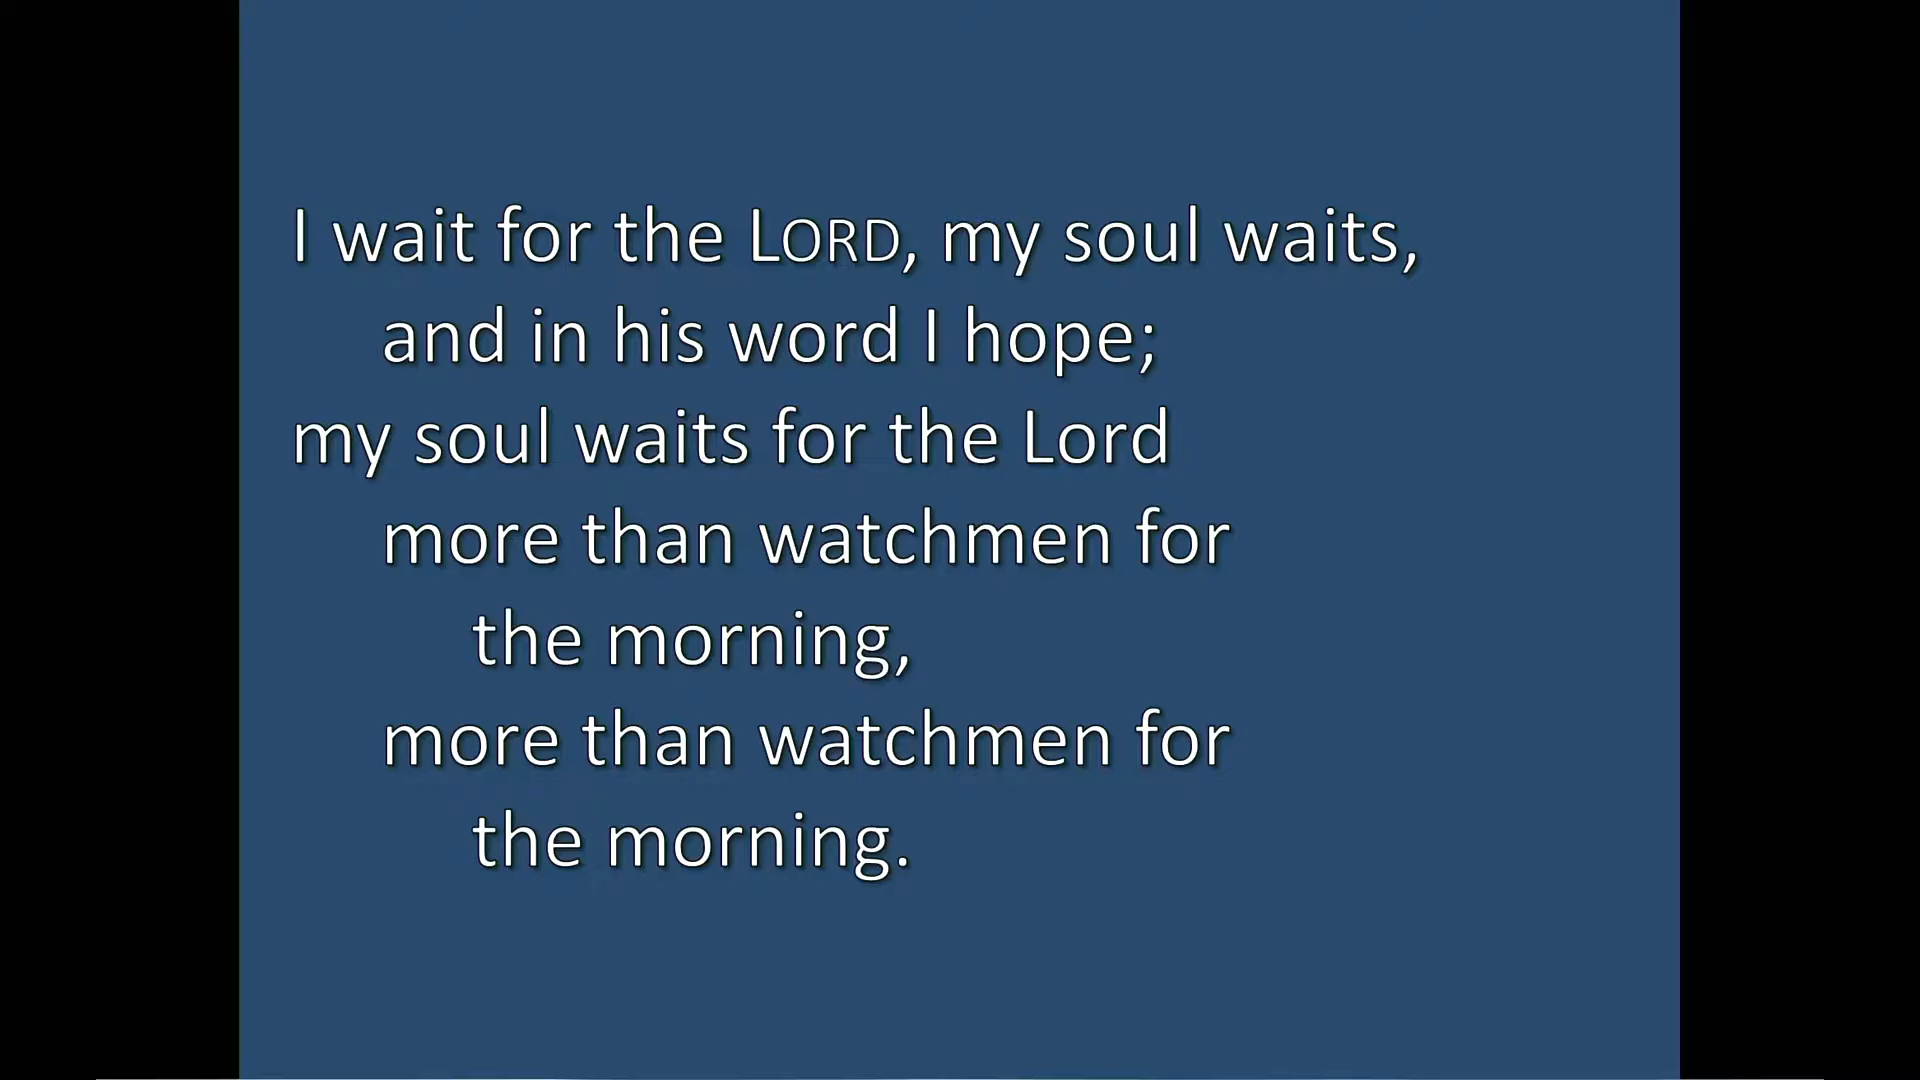 I wait for the LORD, my soul waits,
and in his word I hope;
my soul waits for the Lord
more than watchmen for
the morning,
more than watchmen for
the morning.